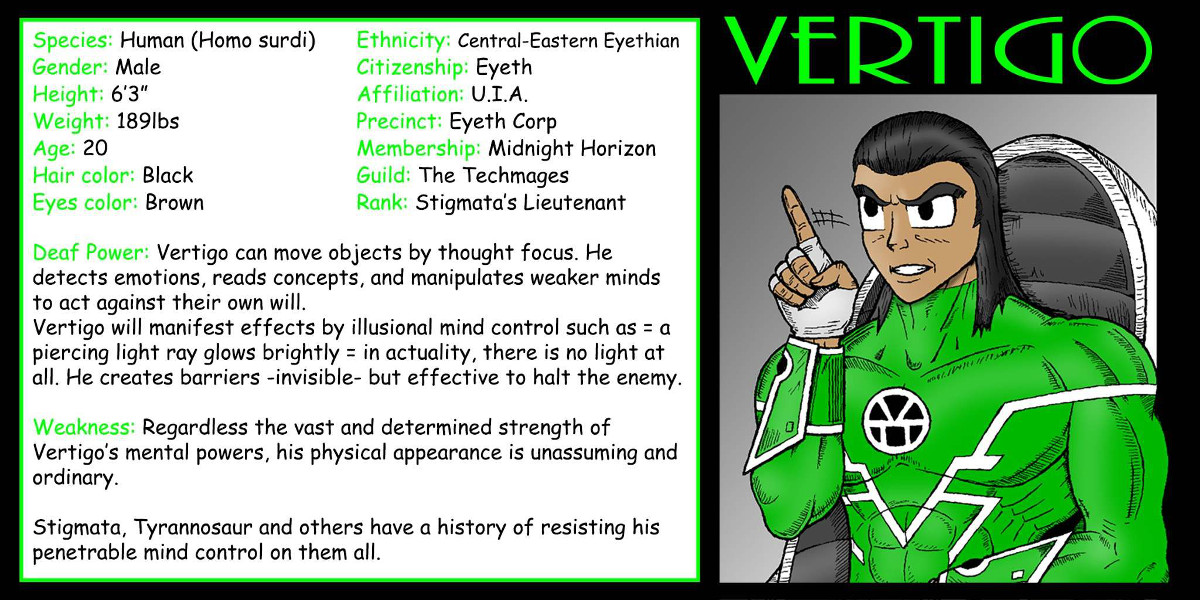 VERTIGO
Species: Human (Homo surdi)
Gender: Male
Height: 6'3"
Weight: 189lbs
Age: 20
Hair color: Black
Eyes color: Brown
Ethnicity: Central-Eastern Eyethian
Citizenship: Eyeth
Affiliation: U.I.A.
Precinct: Eyeth Corp
Membership: Midnight Horizon
Guild: The Techmages
Rank: Stigmata's Lieutenant
Deaf Power: Vertigo can move objects by thought focus. He
detects emotions, reads concepts, and manipulates weaker minds
to act against their own will.
Vertigo will manifest effects by illusional mind control such as = a
piercing light ray glows brightly = in actuality, there is no light at
all. He creates barriers -invisible- but effective to halt the enemy.
Weakness: Regardless the vast and determined strength of
Vertigo's mental powers, his physical appearance is unassuming and
ordinary.
Stigmata, Tyrannosaur and others have a history of resisting his
penetrable mind control on them all.